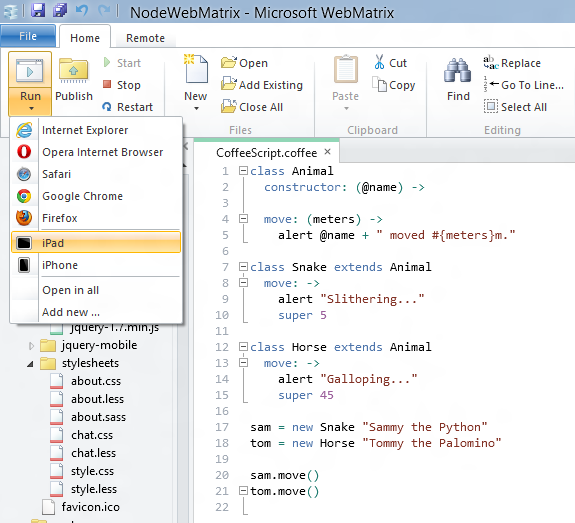 NodeWebMatrix - Microsoft WebMatrix
File Home Remote
Run
Publish
Start
Stop
Restart
New
Open
Add Existing
Close All
Files
Paste
Cut
Copy
Clipboard
Find
Replace
Go To Line...
Select All
Editing
Internet Explorer
Opera Internet Browser
Safari
Google Chrome
Firefox
iPad
iPhone
Open in all
Add new ...
jquery-1.7.min.js
jquery-mobile
stylesheets
about.css
about.less
about.sass
chat.css
chat.less
style.css
style.less
favicon.ico
CoffeeScript.coffee ×
1 class Animal
2 constructor: (@name) ->
3
4 move: (meters) ->
5 alert @name + " moved #{meters}m."
6
7 class Snake extends Animal
8 move: ->
9 alert "Slithering..."
10 super 5
11
12 class Horse extends Animal
13 move: ->
14 alert "Galloping..."
15 super 45
16
17 sam = new Snake "Sammy the Python"
18 tom = new Horse "Tommy the Palomino"
19
20 sam.move()
21 tom.move()
22